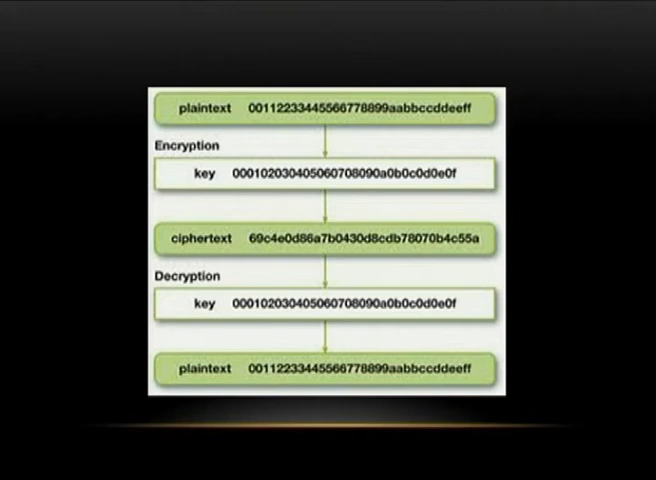 plaintext 00112233445566778899aabbccddeeff
Encryption
key 000102030405060708090a0b0c0d0e0f
ciphertext 69c4e0d86a7b0430d8cdb78070b4c55a
Decryption
key 000102030405060708090a0b0c0d0e0f
plaintext 00112233445566778899aabbccddeeff